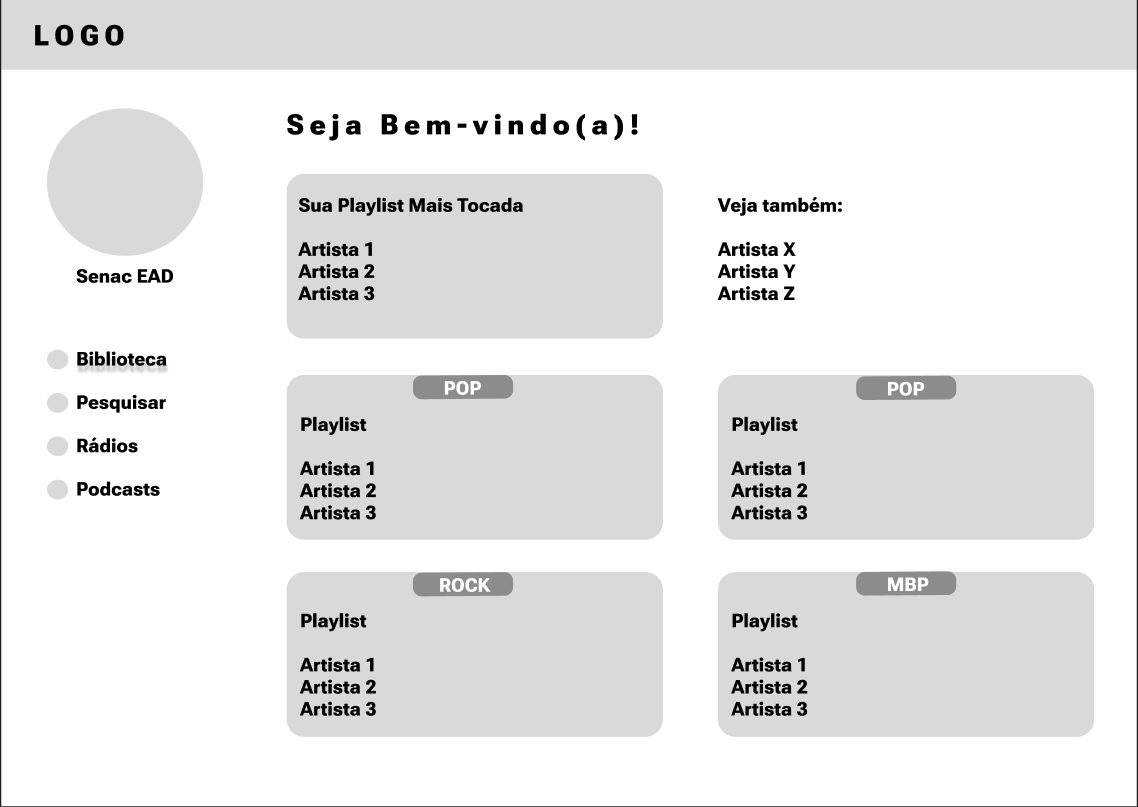 LOGO
Seja Bem-vindo(a)!
Senac EAD
Biblioteca
Pesquisar
Rádios
Podcasts
Sua Playlist Mais Tocada
Artista 1
Artista 2
Artista 3
Veja também:
Artista X
Artista Y
Artista Z
POP
Playlist
Artista 1
Artista 2
Artista 3
POP
Playlist
Artista 1
Artista 2
Artista 3
ROCK
Playlist
Artista 1
Artista 2
Artista 3
MBP
Playlist
Artista 1
Artista 2
Artista 3